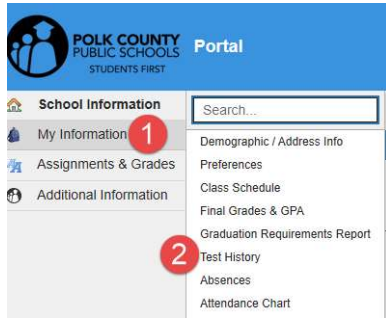 POLK COUNTY
PUBLIC SCHOOLS
STUDENTS FIRST
Portal
School Information
My Information
1
Assignments & Grades
Additional Information
Search...
Demographic / Address Info
Preferences
Class Schedule
Final Grades & GPA
Graduation Requirements Report
2
Test History
Absences
Attendance Chart